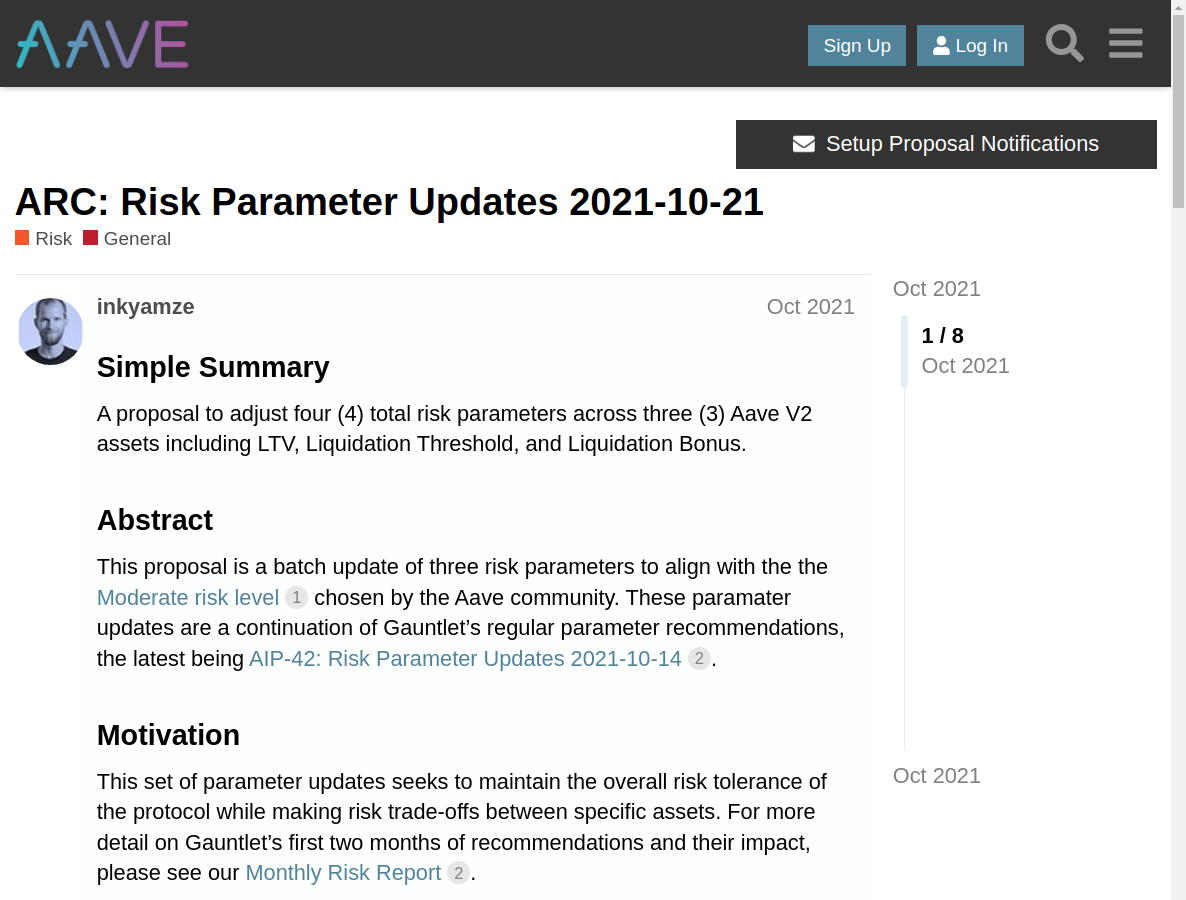 AAVE
Sign Up
Log In
Setup Proposal Notifications
ARC: Risk Parameter Updates 2021-10-21
Risk General
inkyamze Oct 2021
Simple Summary
A proposal to adjust four (4) total risk parameters across three (3) Aave V2
assets including LTV, Liquidation Threshold, and Liquidation Bonus.
Abstract
This proposal is a batch update of three risk parameters to align with the the
Moderate risk level 1 chosen by the Aave community. These paramater
updates are a continuation of Gauntlet’s regular parameter recommendations,
the latest being AIP-42: Risk Parameter Updates 2021-10-14 2.
Motivation
This set of parameter updates seeks to maintain the overall risk tolerance of
the protocol while making risk trade-offs between specific assets. For more
detail on Gauntlet’s first two months of recommendations and their impact,
please see our Monthly Risk Report 2.
Oct 2021
1 / 8
Oct 2021
Oct 2021